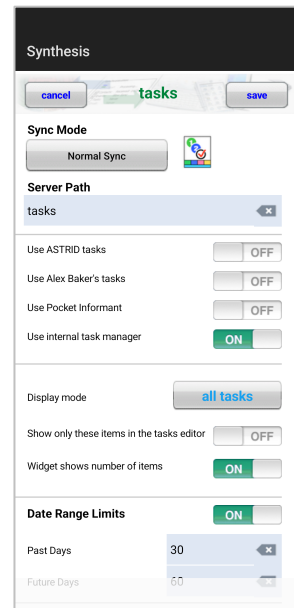 Synthesis
cancel
tasks
save
Sync Mode
Normal Sync
Server Path
tasks
Use ASTRID tasks
OFF
Use Alex Baker's tasks
OFF
Use Pocket Informant
OFF
Use internal task manager
ON
Display mode
all tasks
Show only these items in the tasks editor
OFF
Widget shows number of items
ON
Date Range Limits
ON
Past Days
30
Future Days
60